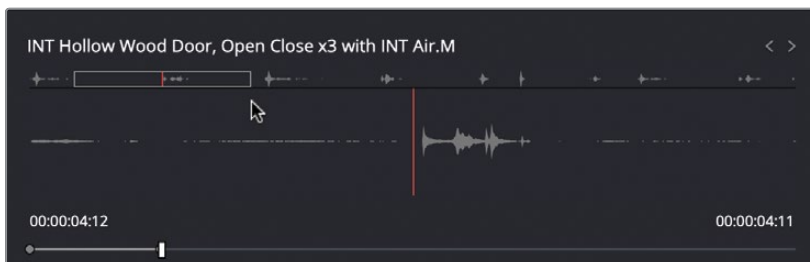 INT Hollow Wood Door, Open Close x3 with INT Air.M
00:00:04:12
00:00:04:11